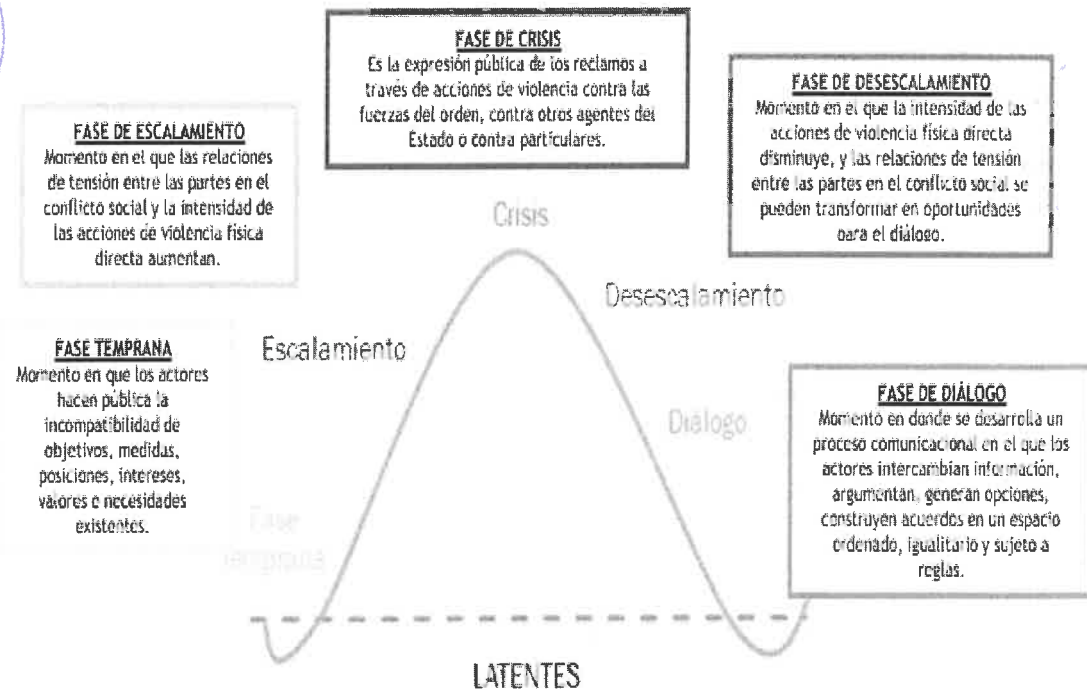 FASE DE CRISIS
Es la expresión pública de los reclamos a
través de acciones de violencia contra las
fuerzas del orden, contra otros agentes del
Estado o contra particulares.
FASE DE DESESCALAMIENTO
Momento en el que la intensidad de las
acciones de violencia física directa
disminuye, y las relaciones de tensión
entre las partes en el conflicto social se
pueden transformar en oportunidades
para el diálogo.
FASE DE ESCALAMIENTO
Momento en el que las relaciones
de tensión entre las partes en el
conflicto social y la intensidad de
las acciones de violencia física
directa aumentan.
Crisis
Desescalamiento
Escalamiento
FASE TEMPRANA
Momento en que los actores
hacen pública la
incompatibilidad de
objetivos, medidas,
posiciones, intereses,
valores o necesidades
existentes.
Diálogo
FASE DE DIÁLOGO
Momento en donde se desarrolla un
proceso comunicacional en el que los
actores intercambian información,
argumentan, generan opciones,
construyen acuerdos en un espacio
ordenado, igualitario y sujeto a
reglas.
Fase
temprana
LATENTES